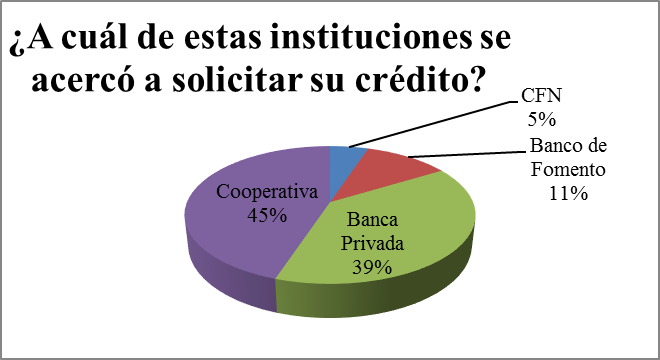 ¿A cuál de estas instituciones se
acercó a solicitar su crédito?
CFN
5%
Banco de
Fomento
11%
Cooperativa
45%
Banca
Privada
39%